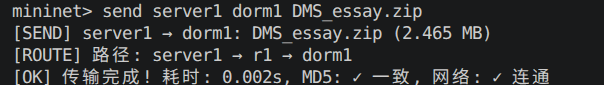 mininet> send server1 dorm1 DMS_essay.zip
[SEND] server1 → dorm1: DMS_essay.zip (2.465 MB)
[ROUTE] 路径: server1 → r1 → dorm1
[OK] 传输完成! 耗时: 0.002s, MD5: ✓ 一致, 网络: ✓ 连通